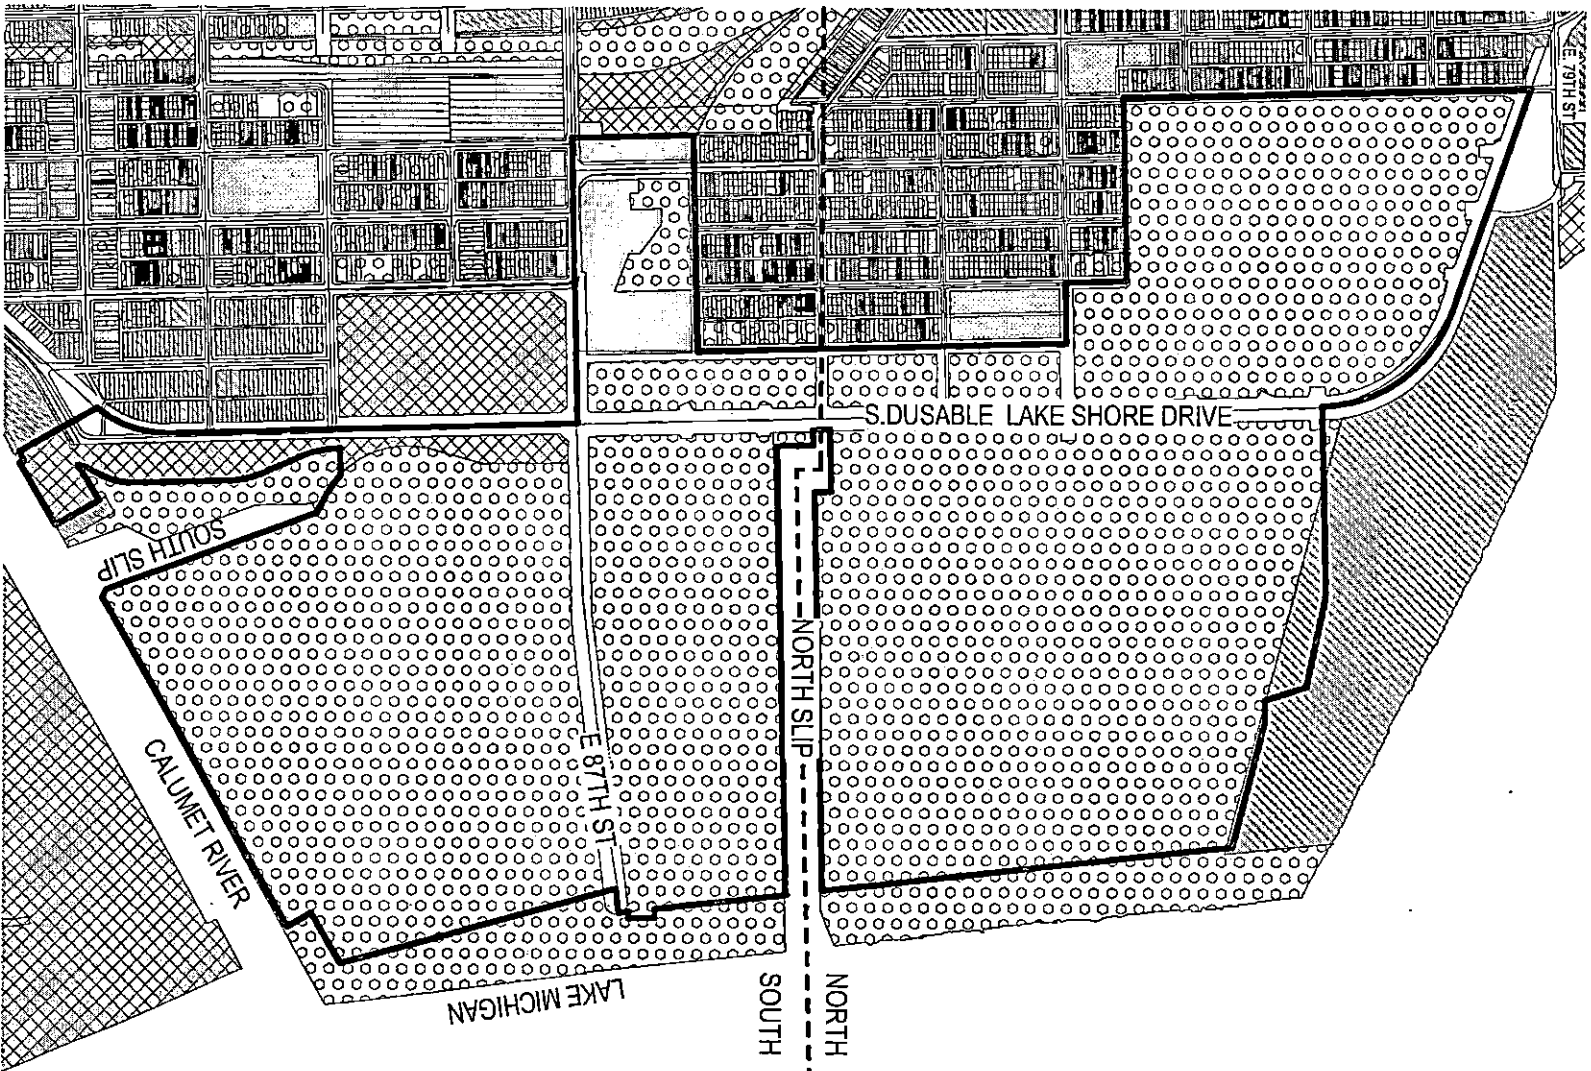 E. 79TH ST
S.DUSABLE LAKE SHORE DRIVE
SOUTH SLIP
NORTH SLIP
E 87TH ST
CALUMET RIVER
LAKE MICHIGAN
SOUTH
NORTH